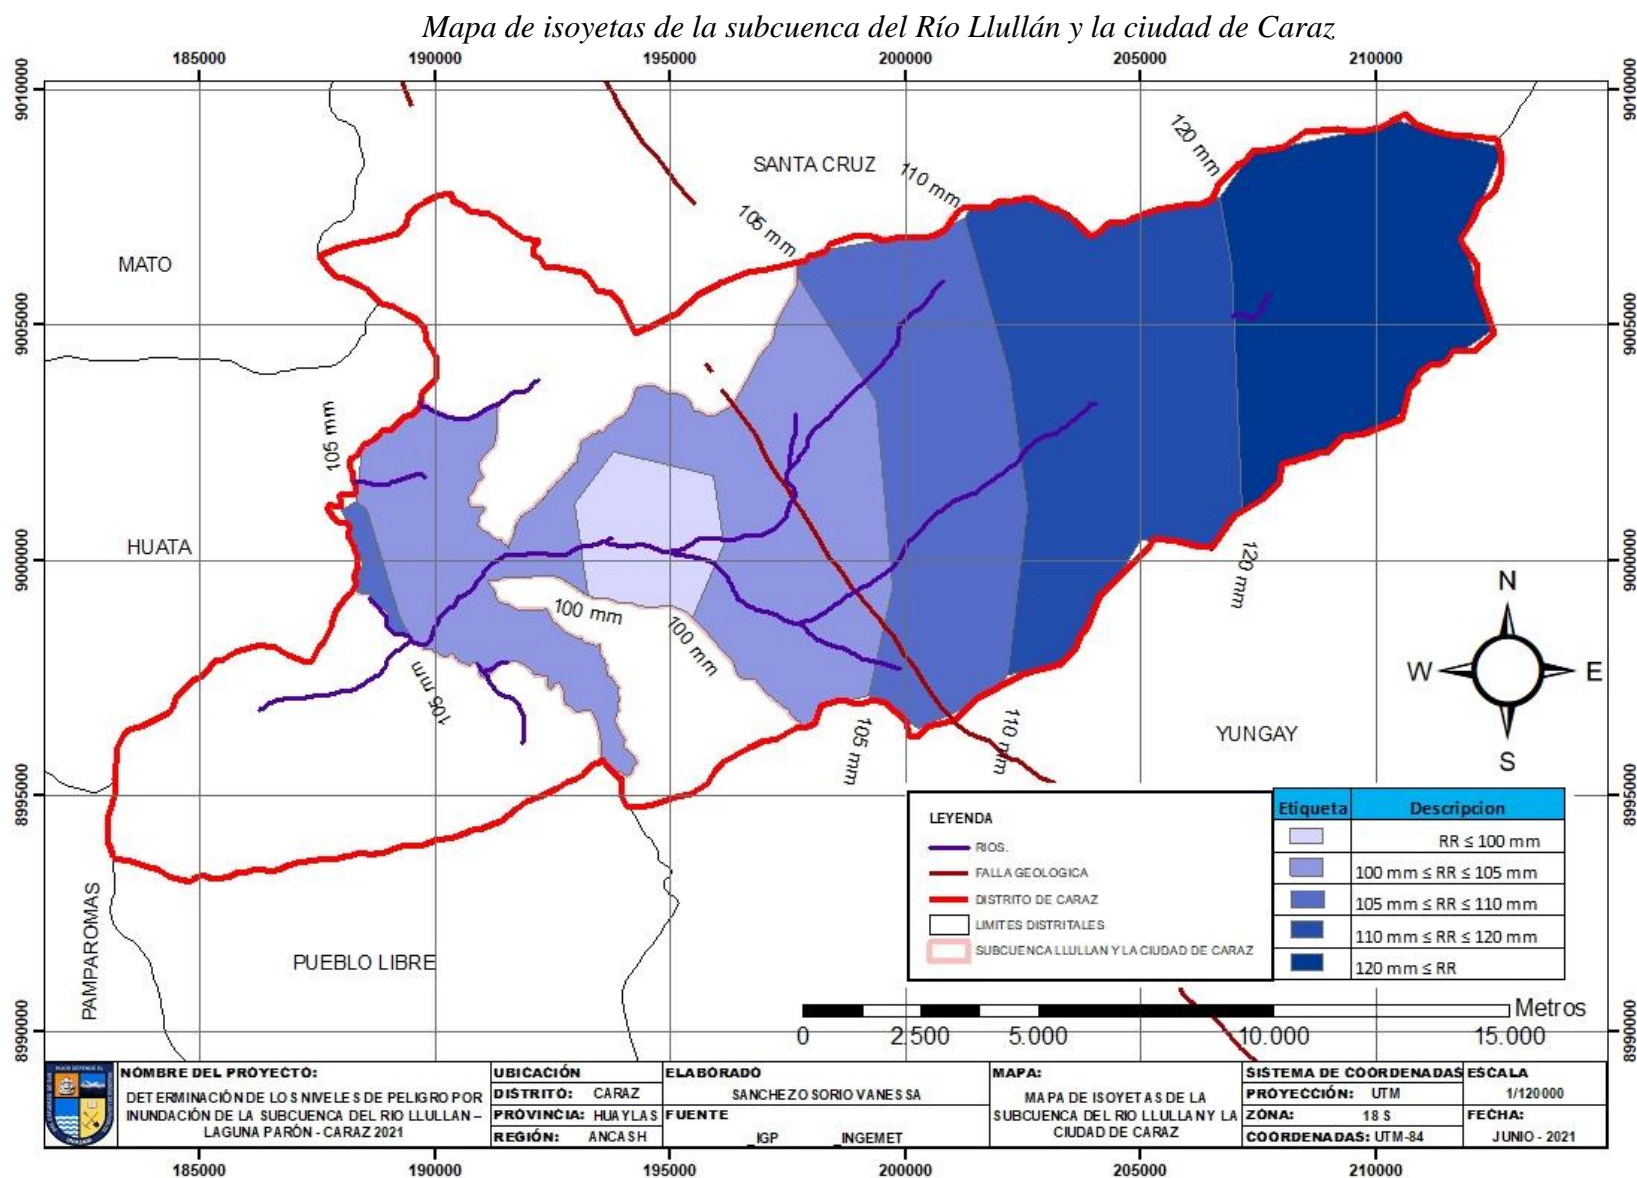 Mapa de isoyetas de la subcuenca del Río Llullán y la ciudad de Caraz
185000 190000 195000 200000 205000 210000
9010000 9010000
120 mm
SANTA CRUZ
110 mm
105 mm
MATO
9005000 9005000
105 mm
HUATA
9000000 9000000
120 mm
100 mm
100 mm
N
W E
S
105 mm
105 mm
110 mm
YUNGAY
8995000 8995000
LEYENDA
RIOS.
FALLA GEOLOGICA
DISTRITO DE CARAZ
LIMITES DISTRITALES
SUBCUENCA LLULLAN Y LA CIUDAD DE CARAZ
Etiqueta Descripcion
RR ≤ 100 mm
100 mm ≤ RR ≤ 105 mm
105 mm ≤ RR ≤ 110 mm
110 mm ≤ RR ≤ 120 mm
120 mm ≤ RR
PAMPAROMAS
PUEBLO LIBRE
Metros
0 2.500 5.000 10.000 15.000
8990000 8990000
NOMBRE DEL PROYECTO:
DETERMINACIÓN DE LOS NIVELES DE PELIGRO POR
INUNDACIÓN DE LA SUBCUENCA DEL RIO LLULLAN –
LAGUNA PARÓN - CARAZ 2021
UBICACIÓN
DISTRITO: CARAZ
PROVINCIA: HUAYLAS
REGIÓN: ANCASH
ELABORADO
SANCHEZ OSORIO VANESSA
FUENTE
_IGP _INGEMET
MAPA:
MAPA DE ISOYETAS DE LA
SUBCUENCA DEL RIO LLULLAN Y LA
CIUDAD DE CARAZ
SISTEMA DE COORDENADAS
PROYECCIÓN: UTM
ZONA: 18 S
COORDENADAS: UTM-84
ESCALA
1/120000
FECHA:
JUNIO - 2021
185000 190000 195000 200000 205000 210000